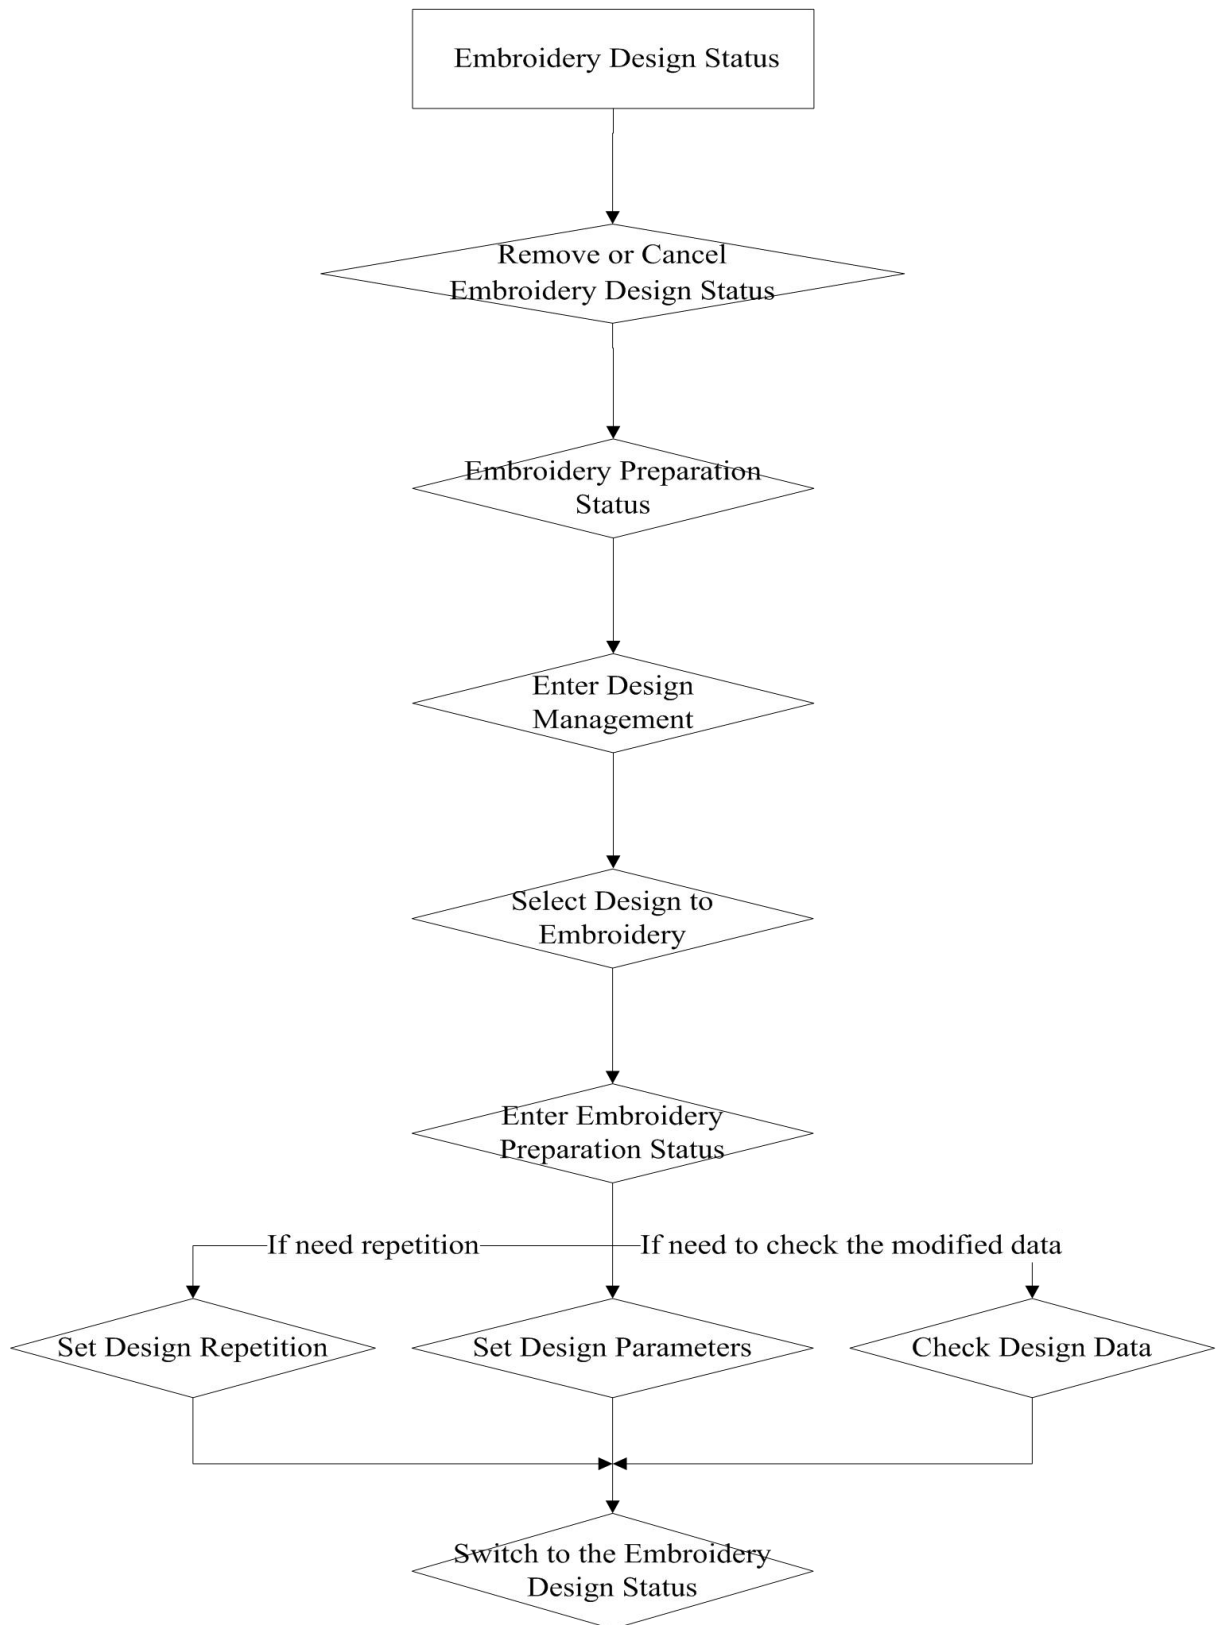 Embroidery Design Status
Remove or Cancel
Embroidery Design Status
Embroidery Preparation
Status
Enter Design
Management
Select Design to
Embroidery
Enter Embroidery
Preparation Status
If need repetition
If need to check the modified data
Set Design Repetition
Set Design Parameters
Check Design Data
Switch to the Embroidery
Design Status